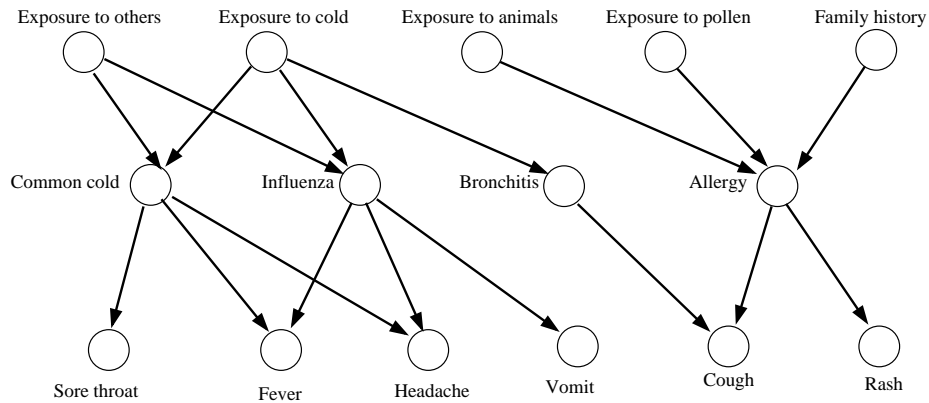 Exposure to others
Exposure to cold
Exposure to animals
Exposure to pollen
Family history
Common cold
Influenza
Bronchitis
Allergy
Sore throat
Fever
Headache
Vomit
Cough
Rash